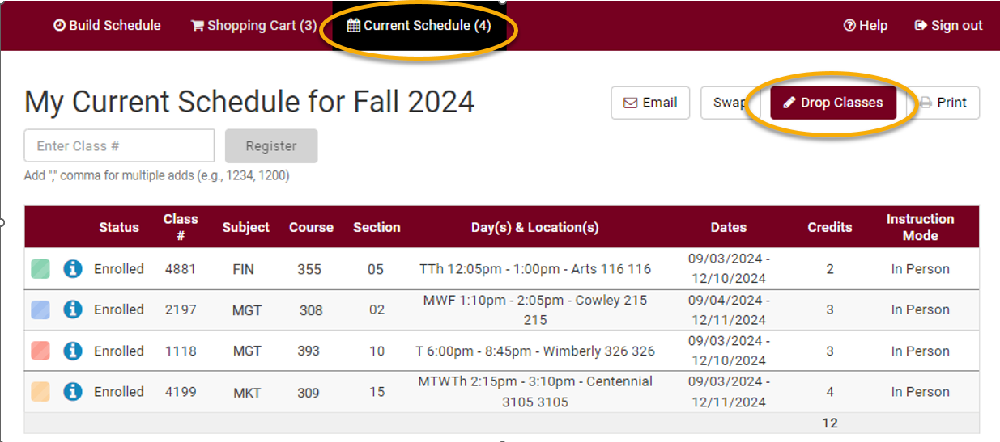 Build Schedule Shopping Cart (3) Current Schedule (4) Help Sign out
My Current Schedule for Fall 2024 Email Swap Drop Classes Print
Enter Class # Register
Add "," comma for multiple adds (e.g., 1234, 1200)
Status Class # Subject Course Section Day(s) & Location(s) Dates Credits Instruction Mode
Enrolled 4881 FIN 355 05 TTh 12:05pm - 1:00pm - Arts 116 116 09/03/2024 - 12/10/2024 2 In Person
Enrolled 2197 MGT 308 02 MWF 1:10pm - 2:05pm - Cowley 215 215 09/04/2024 - 12/11/2024 3 In Person
Enrolled 1118 MGT 393 10 T 6:00pm - 8:45pm - Wimberly 326 326 09/03/2024 - 12/10/2024 3 In Person
Enrolled 4199 MKT 309 15 MTWTh 2:15pm - 3:10pm - Centennial 3105 3105 09/03/2024 - 12/11/2024 4 In Person
12